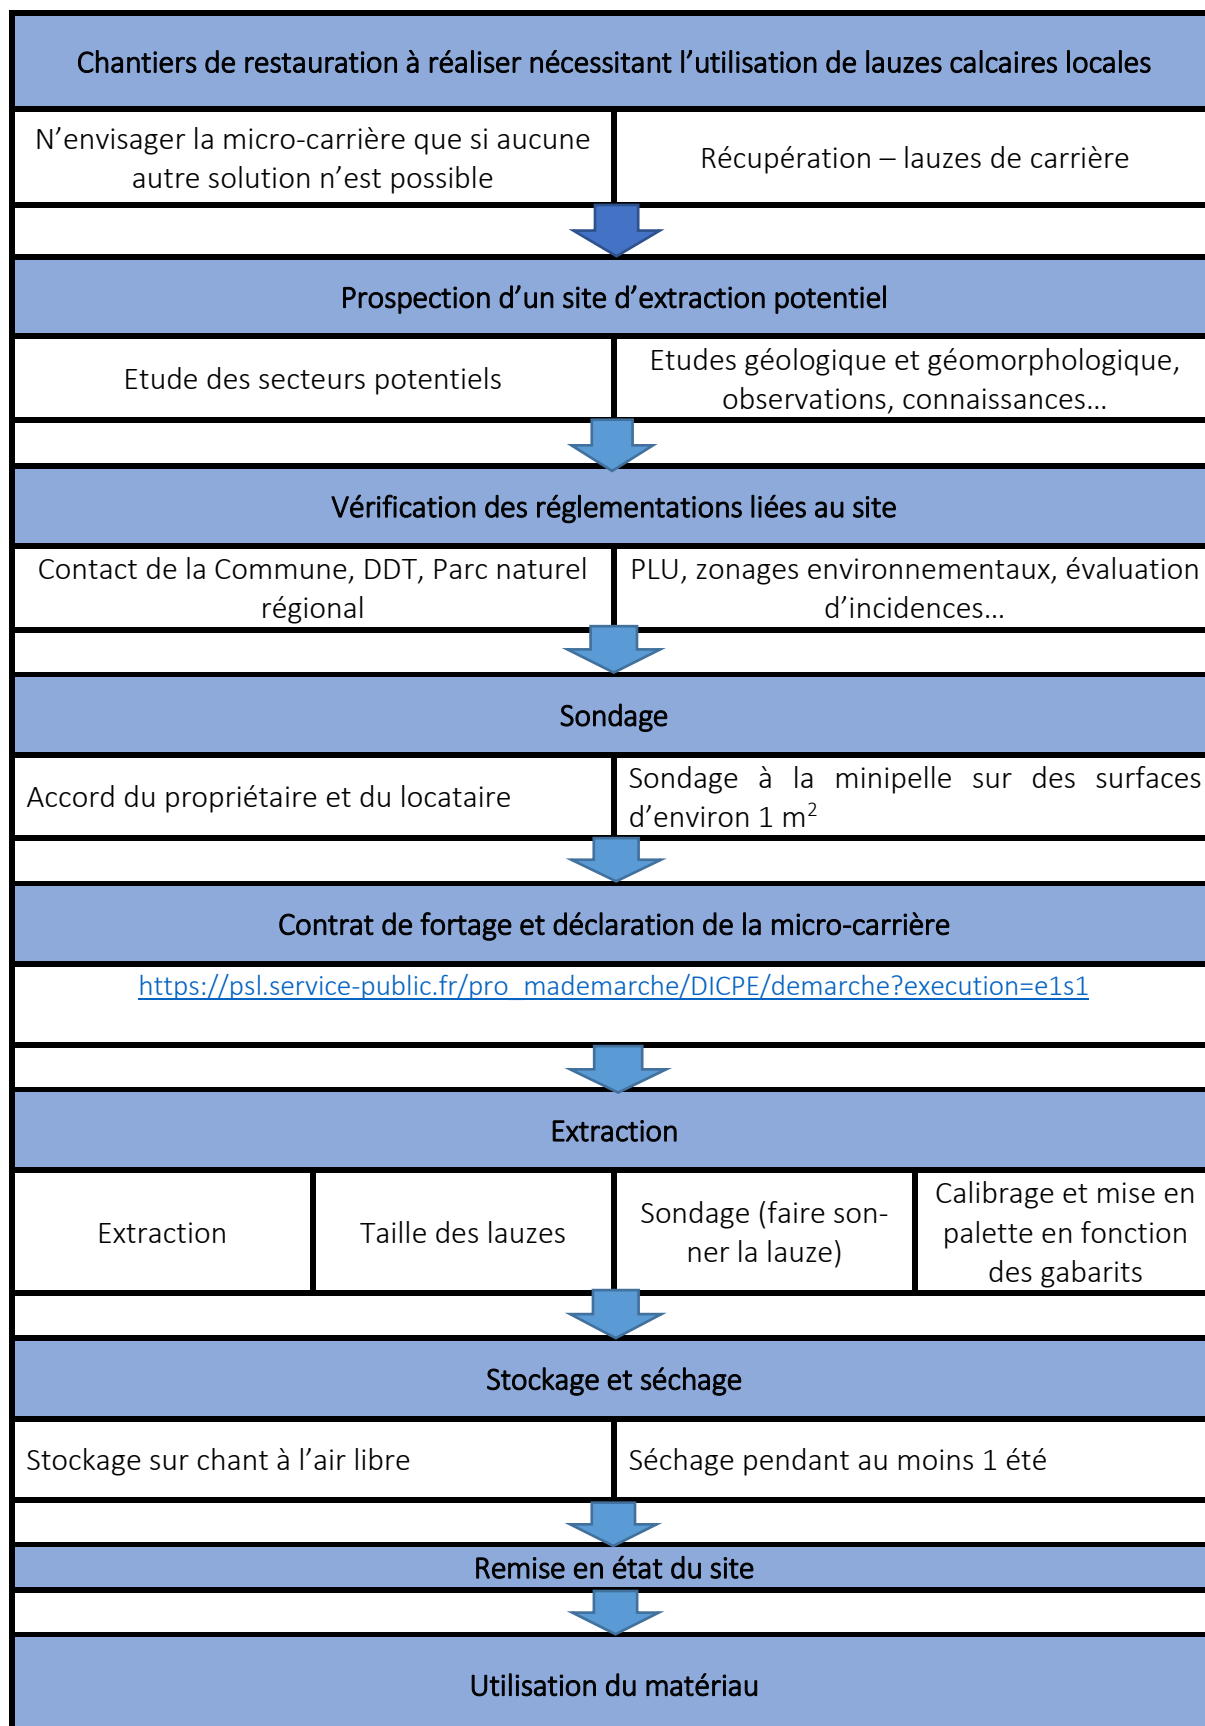 Chantiers de restauration à réaliser nécessitant l’utilisation de lauzes calcaires locales
N’envisager la micro-carrière que si aucune
autre solution n’est possible
Récupération – lauzes de carrière
Prospection d’un site d’extraction potentiel
Etude des secteurs potentiels
Etudes géologique et géomorphologique,
observations, connaissances…
Vérification des réglementations liées au site
Contact de la Commune, DDT, Parc naturel
régional
PLU, zonages environnementaux, évaluation
d’incidences…
Sondage
Accord du propriétaire et du locataire
Sondage à la minipelle sur des surfaces
d’environ 1 m²
Contrat de fortage et déclaration de la micro-carrière
https://psl.service-public.fr/pro_mademarche/DICPE/demarche?execution=e1s1
Extraction
Extraction
Taille des lauzes
Sondage (faire son-
ner la lauze)
Calibrage et mise en
palette en fonction
des gabarits
Stockage et séchage
Stockage sur chant à l’air libre
Séchage pendant au moins 1 été
Remise en état du site
Utilisation du matériau